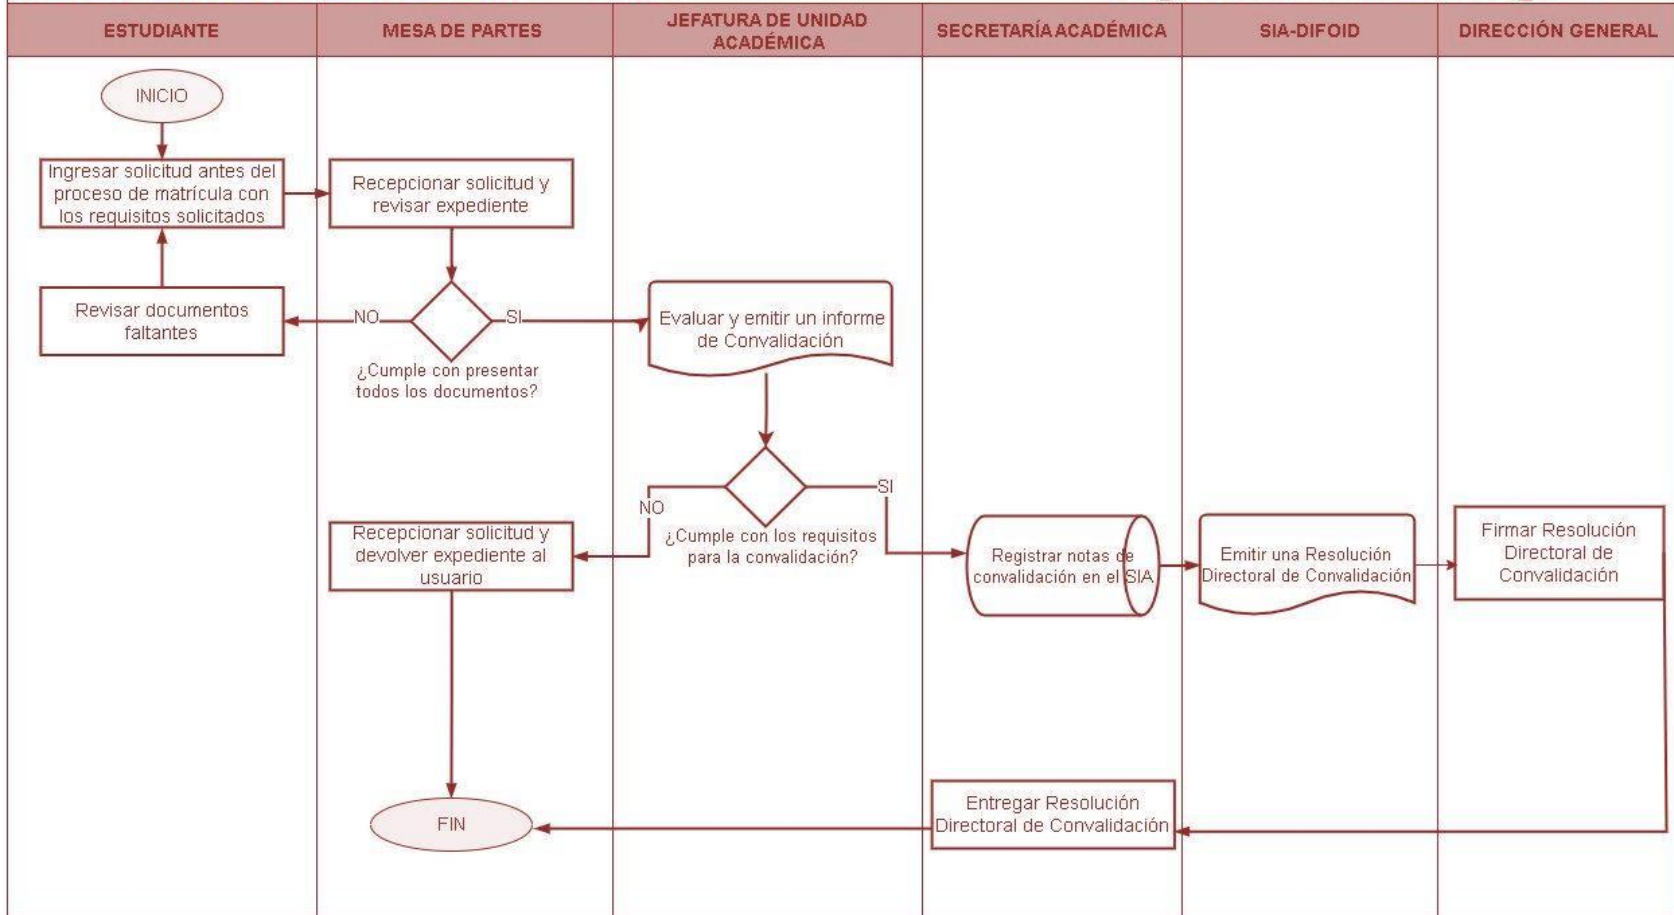 ESTUDIANTE
MESA DE PARTES
JEFATURA DE UNIDAD
ACADÉMICA
SECRETARÍA ACADÉMICA
SIA-DIFOID
DIRECCIÓN GENERAL
INICIO
Ingresar solicitud antes del
proceso de matrícula con
los requisitos solicitados
Recepcionar solicitud y
revisar expediente
Revisar documentos
faltantes
NO
SI
¿Cumple con presentar
todos los documentos?
Evaluar y emitir un informe
de Convalidación
NO
SI
¿Cumple con los requisitos
para la convalidación?
Recepcionar solicitud y
devolver expediente al
usuario
Registrar notas de
convalidación en el SIA
Emitir una Resolución
Directoral de Convalidación
Firmar Resolución
Directoral de
Convalidación
Entregar Resolución
Directoral de Convalidación
FIN